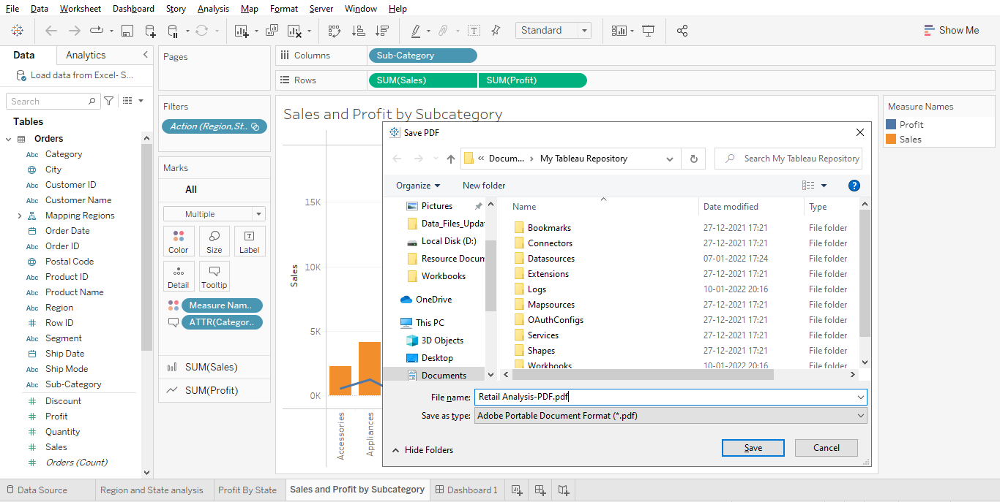 File Data Worksheet Dashboard Story Analysis Map Format Server Window Help
Standard
Show Me
Data Analytics
Load data from Excel- S...
Search
Tables
Orders
Abc Category
City
Abc Customer ID
Abc Customer Name
Mapping Regions
Order Date
Abc Order ID
Postal Code
Abc Product ID
Abc Product Name
Abc Region
Row ID
Abc Segment
Ship Date
Abc Ship Mode
Abc Sub-Category
Discount
Profit
Quantity
Sales
Orders (Count)
Pages
Filters
Action (Region,St..
Marks
All
Multiple
Color Size Label
Detail Tooltip
Measure Nam..
ATTR(Categor..
SUM(Sales)
SUM(Profit)
Columns Sub-Category
Rows SUM(Sales) SUM(Profit)
Sales and Profit by Subcategory
15K
10K
5K
0K
Sales
Accessories
Appliances
Save PDF
« Docum... › My Tableau Repository
Search My Tableau Repository
Organize New folder
Pictures
Data_Files_Updat
Local Disk (D:)
Resource Docum
Workbooks
OneDrive
This PC
3D Objects
Desktop
Documents
Name Date modified Type
Bookmarks 27-12-2021 17:21 File folder
Connectors 27-12-2021 17:21 File folder
Datasources 07-01-2022 17:24 File folder
Extensions 27-12-2021 17:21 File folder
Logs 10-01-2022 20:16 File folder
Mapsources 27-12-2021 17:21 File folder
OAuthConfigs 27-12-2021 17:21 File folder
Services 27-12-2021 17:21 File folder
Shapes 27-12-2021 17:21 File folder
Workbooks 10-01-2022 20:16 File folder
File name: Retail Analysis-PDF.pdf
Save as type: Adobe Portable Document Format (*.pdf)
Hide Folders
Save Cancel
Measure Names
Profit
Sales
Data Source Region and State analysis Profit By State Sales and Profit by Subcategory Dashboard 1